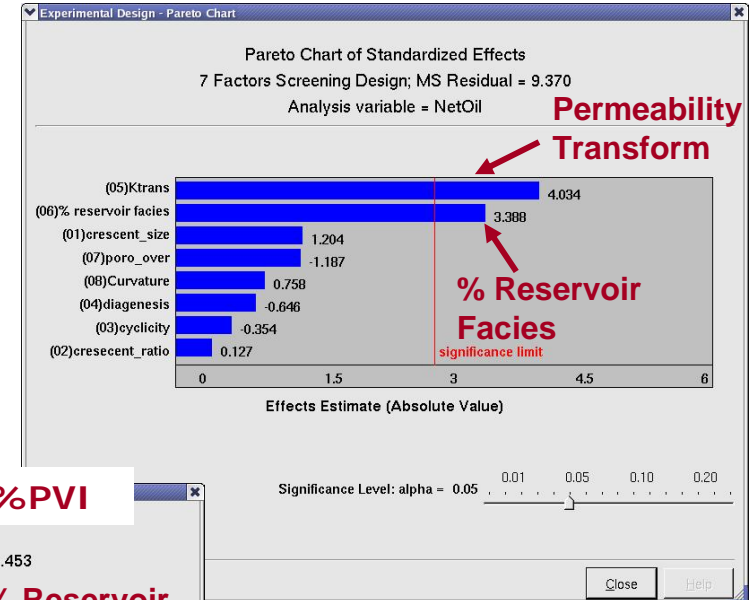 Experimental Design - Pareto Chart
Pareto Chart of Standardized Effects
7 Factors Screening Design; MS Residual = 9.370
Analysis variable = NetOil
Permeability
Transform
(05)Ktrans 4.034
(06)% reservoir facies 3.388
(01)crescent_size 1.204
(07)poro_over -1.187
(08)Curvature 0.758
(04)diagenesis -0.646
(03)cyclicity -0.354
(02)cresecent_ratio 0.127
% Reservoir
Facies
significance limit
0 1.5 3 4.5 6
Effects Estimate (Absolute Value)
Significance Level: alpha = 0.05
0.01 0.05 0.10 0.20
Close Help
%PVI
.453
% Reservoir